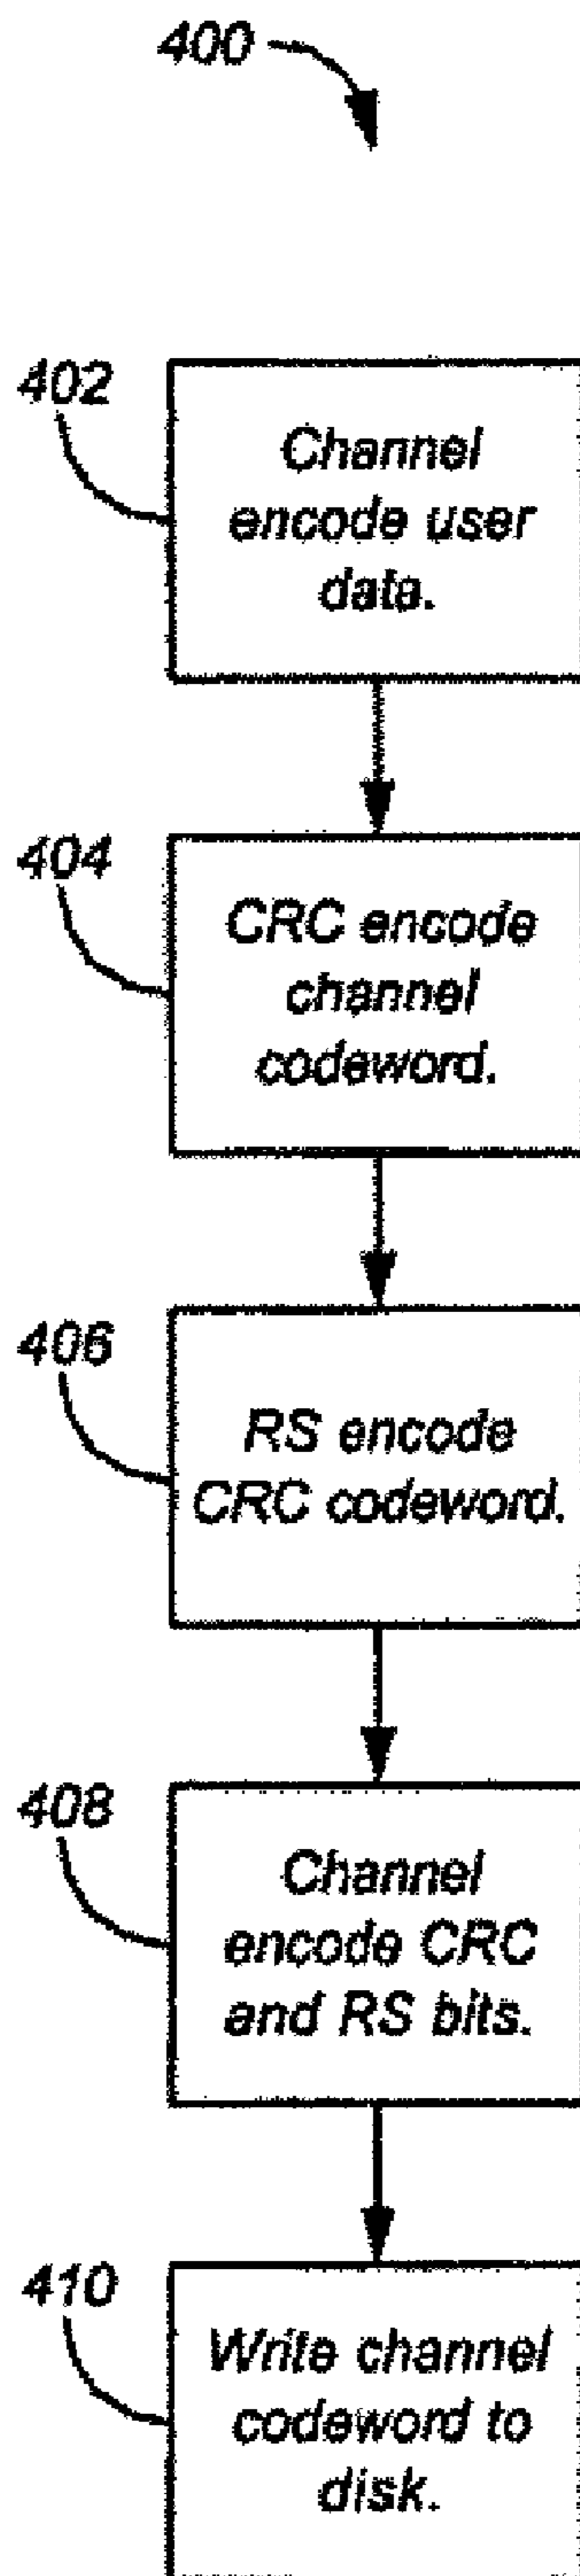 400
402
Channel
encode user
data.
404
CRC encode
channel
codeword.
406
RS encode
CRC codeword.
408
Channel
encode CRC
and RS bits.
410
Write channel
codeword to
disk.